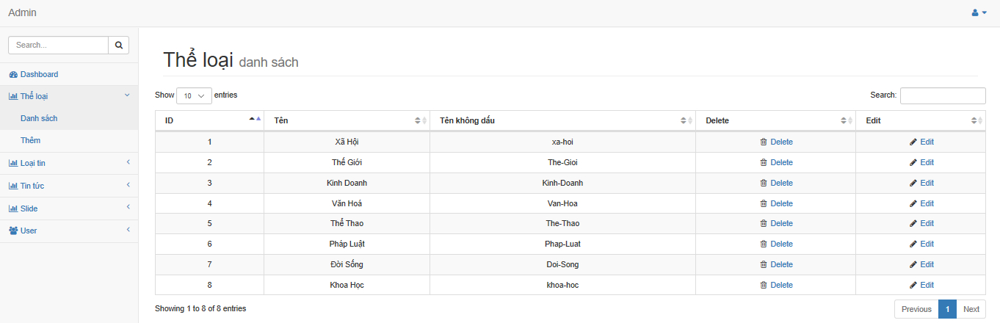 Admin
Search...
Dashboard
Thể loại
Danh sách
Thêm
Loại tin
Tin tức
Slide
User
Thể loại danh sách
Show 10 entries Search:
ID Tên Tên không dấu Delete Edit
1 Xã Hội xa-hoi Delete Edit
2 Thế Giới The-Gioi Delete Edit
3 Kinh Doanh Kinh-Doanh Delete Edit
4 Văn Hoá Van-Hoa Delete Edit
5 Thể Thao The-Thao Delete Edit
6 Pháp Luật Phap-Luat Delete Edit
7 Đời Sống Doi-Song Delete Edit
8 Khoa Học khoa-hoc Delete Edit
Showing 1 to 8 of 8 entries Previous 1 Next